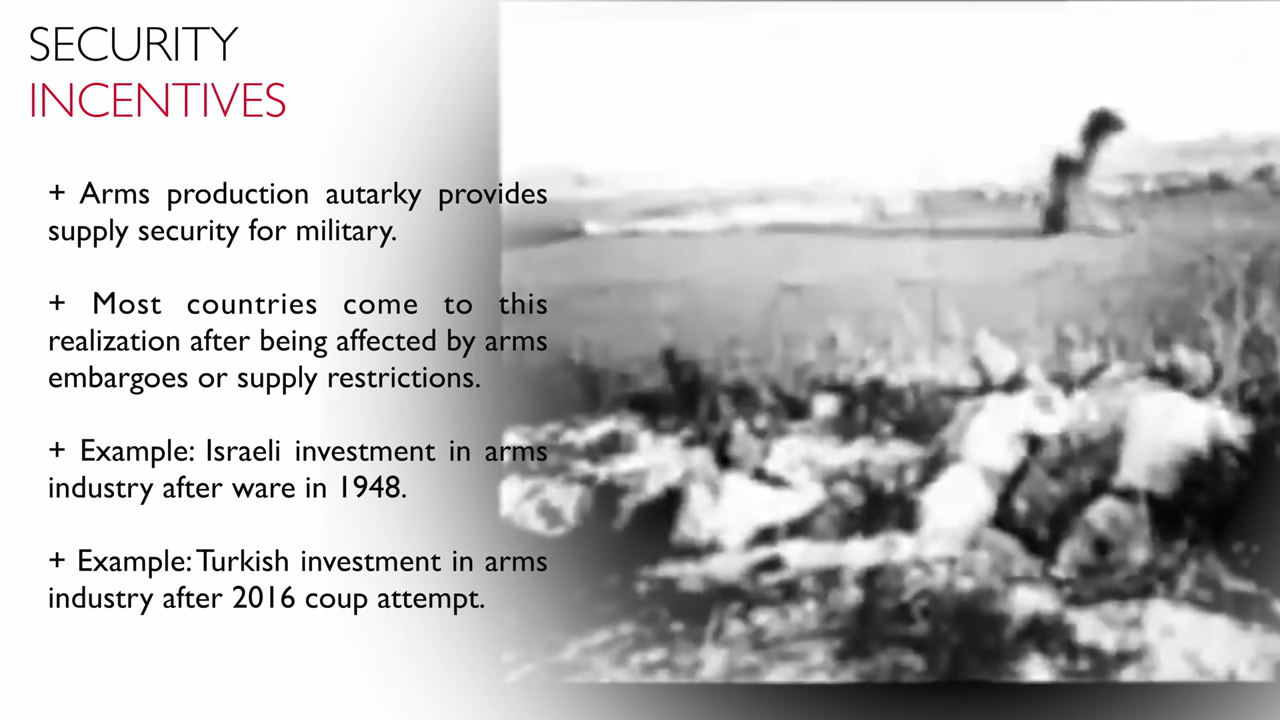 SECURITY
INCENTIVES
+ Arms production autarky provides
supply security for military.
+ Most countries come to this
realization after being affected by arms
embargoes or supply restrictions.
+ Example: Israeli investment in arms
industry after ware in 1948.
+ Example: Turkish investment in arms
industry after 2016 coup attempt.